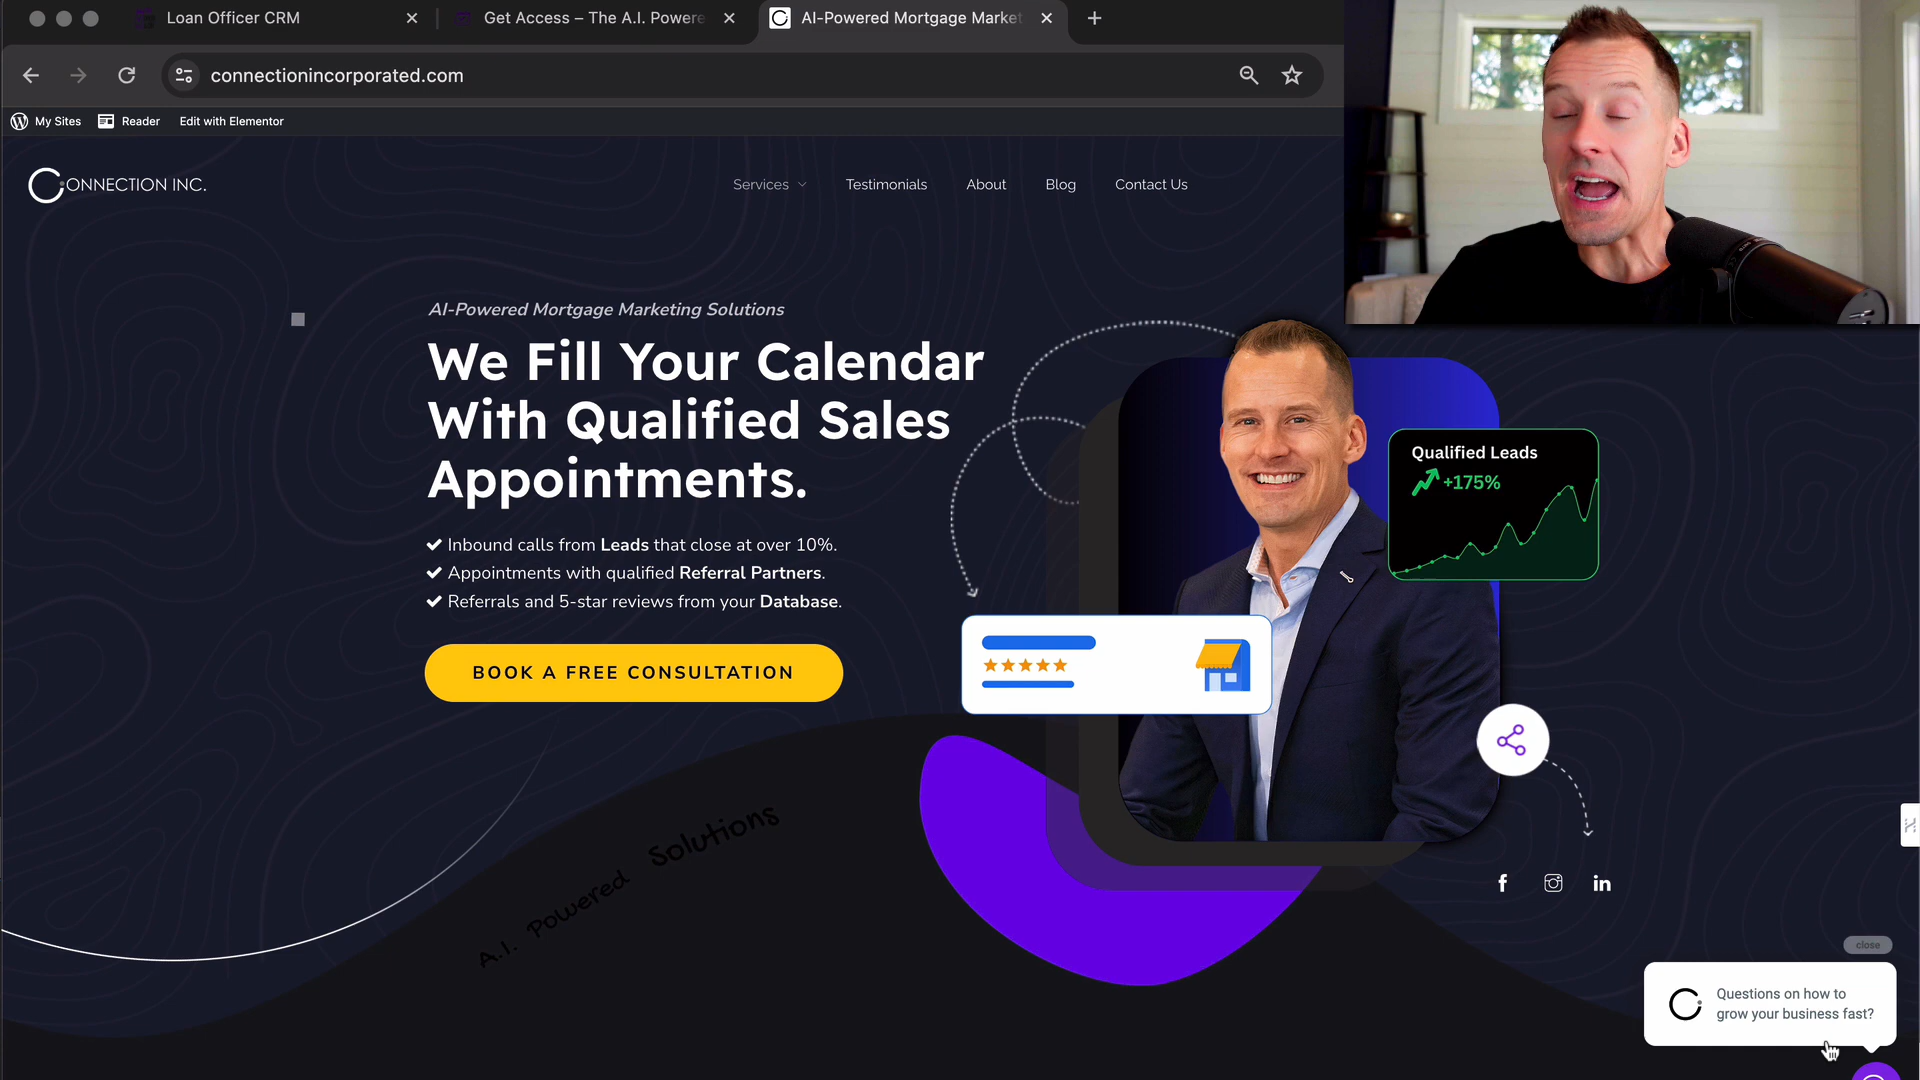 Loan Officer CRM
Get Access – The A.I. Powere
AI-Powered Mortgage Market
connectionincorporated.com
My Sites
Reader
Edit with Elementor
CONNECTION INC.
Services
Testimonials
About
Blog
Contact Us
AI-Powered Mortgage Marketing Solutions
We Fill Your Calendar
With Qualified Sales
Appointments.
Inbound calls from Leads that close at over 10%.
Appointments with qualified Referral Partners.
Referrals and 5-star reviews from your Database.
BOOK A FREE CONSULTATION
Qualified Leads
+175%
A.I. Powered Solutions
close
Questions on how to
grow your business fast?